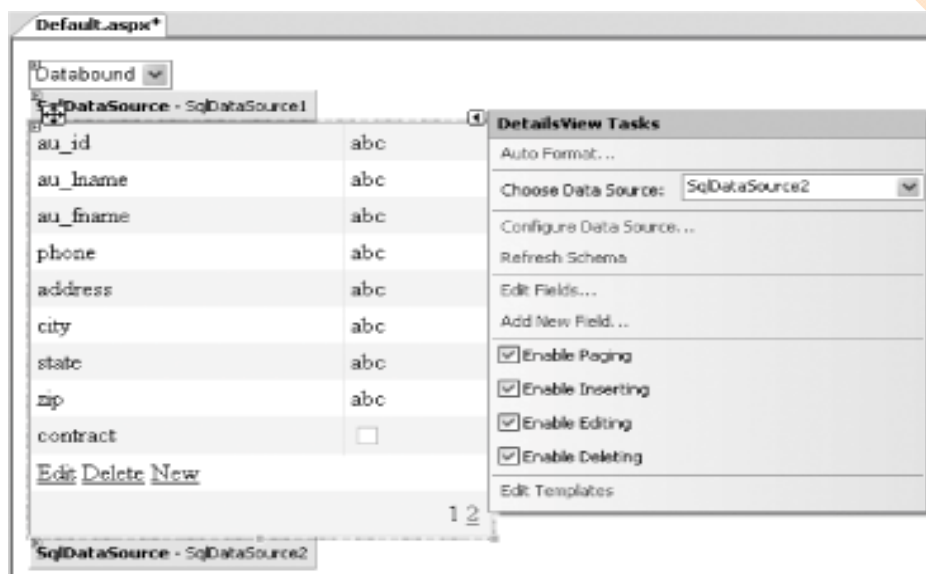 Default.aspx*
Databound
SqlDataSource - SqlDataSource1
au_id abc
au_lname abc
au_fname abc
phone abc
address abc
city abc
state abc
zip abc
contract
Edit Delete New
1 2
SqlDataSource - SqlDataSource2
DetailsView Tasks
Auto Format...
Choose Data Source: SqlDataSource2
Configure Data Source...
Refresh Schema
Edit Fields...
Add New Field...
Enable Paging
Enable Inserting
Enable Editing
Enable Deleting
Edit Templates